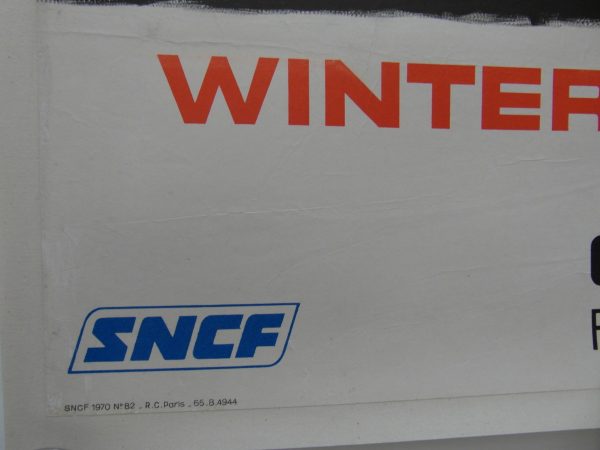 WINTER
SNCF
SNCF 1970 N°82 _ R.C.Paris _ 55.B.4944